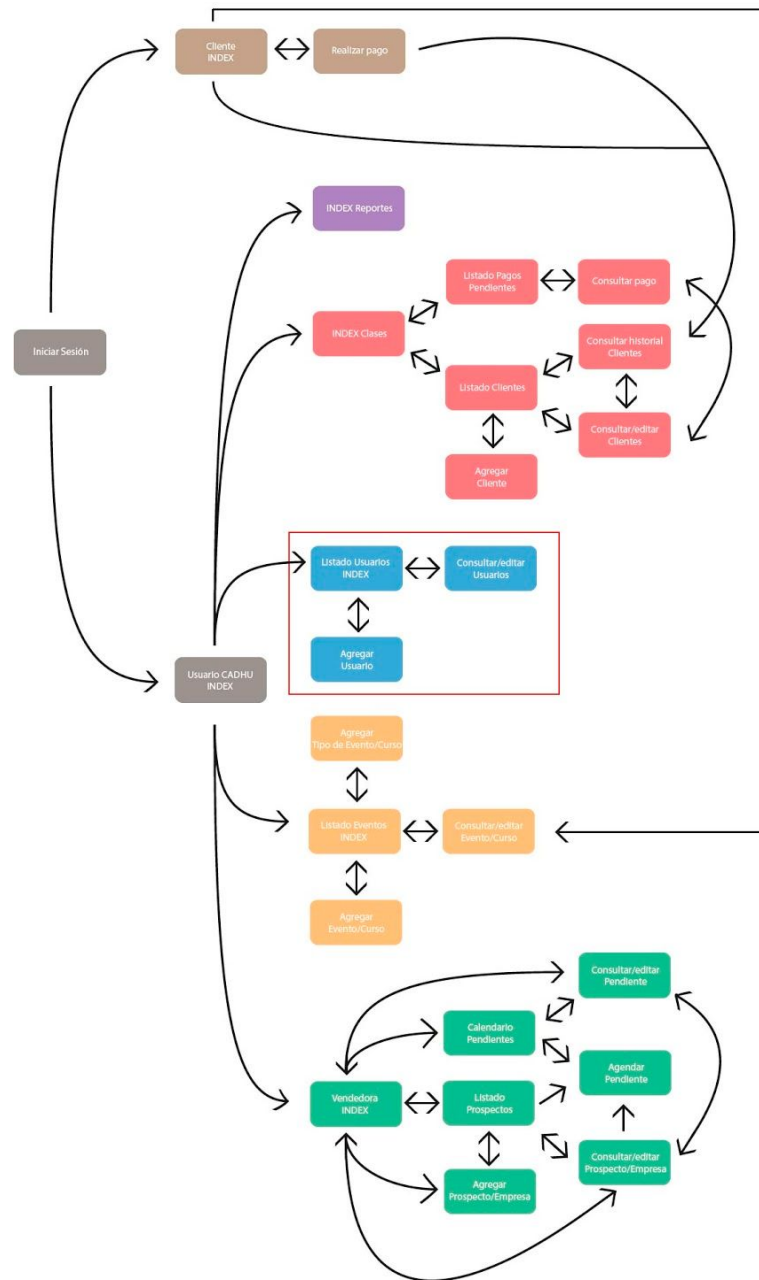 Cliente
INDEX
Realizar pago
INDEX Reportes
Listado Pagos
Pendientes
Consultar pago
INDEX Clases
Consultar historial
Clientes
Iniciar Sesión
Listado Clientes
Consultar/editar
Clientes
Agregar
Cliente
Listado Usuarios
INDEX
Consultar/editar
Usuarios
Agregar
Usuario
Usuario CADHU
INDEX
Agregar
Tipo de Evento/Curso
Listado Eventos
INDEX
Consultar/editar
Evento/Curso
Agregar
Evento/Curso
Consultar/editar
Pendiente
Calendario
Pendientes
Agendar
Pendiente
Vendedora
INDEX
Listado
Prospectos
Consultar/editar
Prospecto/Empresa
Agregar
Prospecto/Empresa